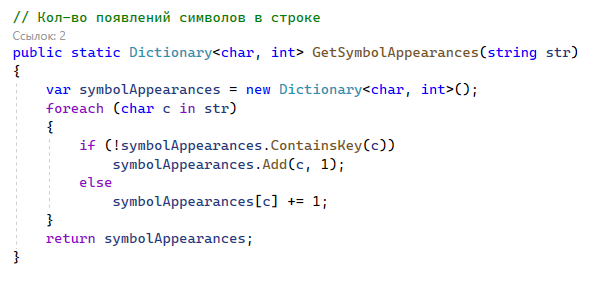 // Кол-во появлений символов в строке
Ссылок: 2
public static Dictionary<char, int> GetSymbolAppearances(string str)
{
    var symbolAppearances = new Dictionary<char, int>();
    foreach (char c in str)
    {
        if (!symbolAppearances.ContainsKey(c))
            symbolAppearances.Add(c, 1);
        else
            symbolAppearances[c] += 1;
    }
    return symbolAppearances;
}